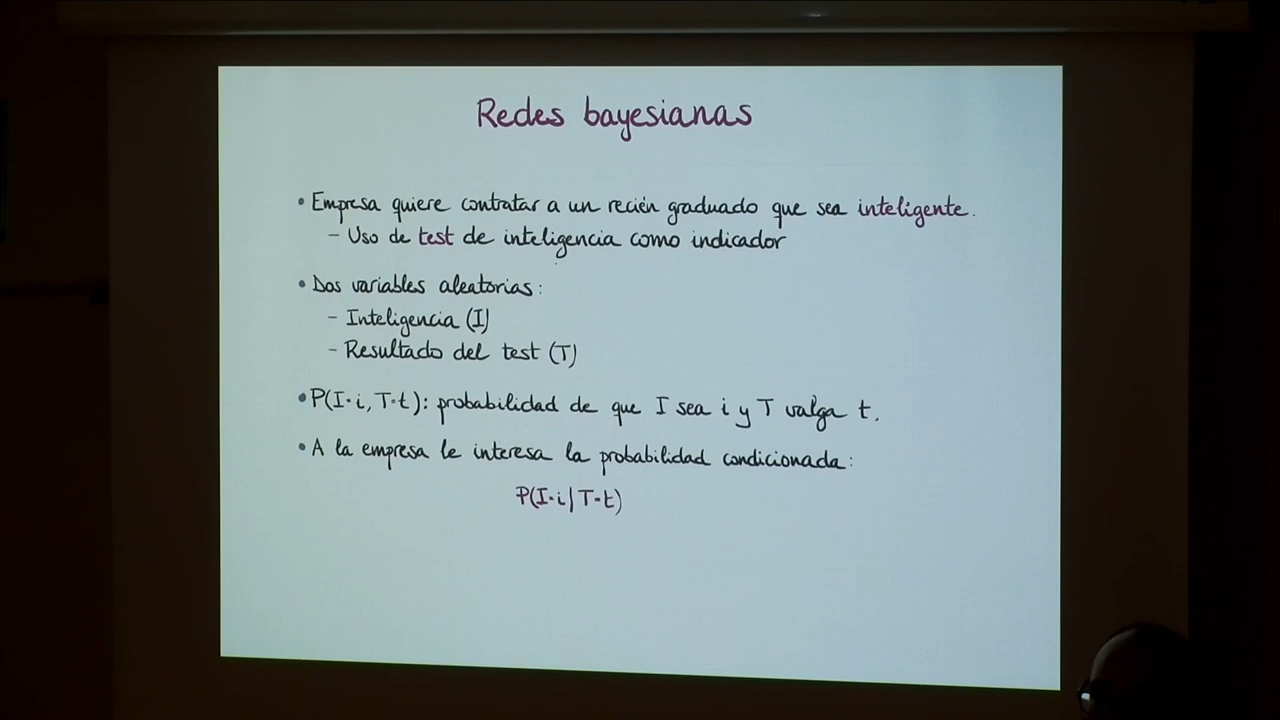 Redes bayesianas
• Empresa quiere contratar a un recién graduado que sea inteligente.
– Uso de test de inteligencia como indicador
• Dos variables aleatorias:
– Inteligencia (I)
– Resultado del test (T)
• P(I=i, T=t): probabilidad de que I sea i y T valga t.
• A la empresa le interesa la probabilidad condicionada:
P(I=i|T=t)